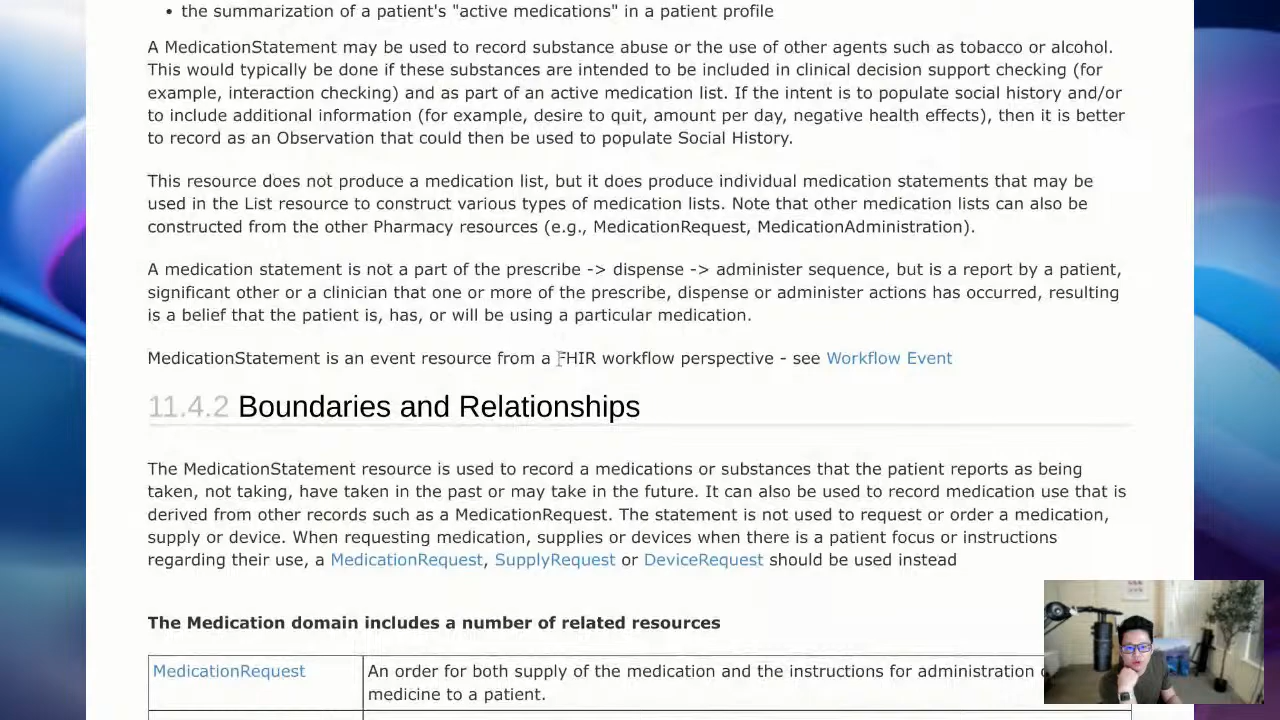 • the summarization of a patient's "active medications" in a patient profile
A MedicationStatement may be used to record substance abuse or the use of other agents such as tobacco or alcohol.
This would typically be done if these substances are intended to be included in clinical decision support checking (for
example, interaction checking) and as part of an active medication list. If the intent is to populate social history and/or
to include additional information (for example, desire to quit, amount per day, negative health effects), then it is better
to record as an Observation that could then be used to populate Social History.
This resource does not produce a medication list, but it does produce individual medication statements that may be
used in the List resource to construct various types of medication lists. Note that other medication lists can also be
constructed from the other Pharmacy resources (e.g., MedicationRequest, MedicationAdministration).
A medication statement is not a part of the prescribe -> dispense -> administer sequence, but is a report by a patient,
significant other or a clinician that one or more of the prescribe, dispense or administer actions has occurred, resulting
is a belief that the patient is, has, or will be using a particular medication.
MedicationStatement is an event resource from a FHIR workflow perspective - see Workflow Event
11.4.2 Boundaries and Relationships
The MedicationStatement resource is used to record a medications or substances that the patient reports as being
taken, not taking, have taken in the past or may take in the future. It can also be used to record medication use that is
derived from other records such as a MedicationRequest. The statement is not used to request or order a medication,
supply or device. When requesting medication, supplies or devices when there is a patient focus or instructions
regarding their use, a MedicationRequest, SupplyRequest or DeviceRequest should be used instead
The Medication domain includes a number of related resources
MedicationRequest An order for both supply of the medication and the instructions for administration
medicine to a patient.